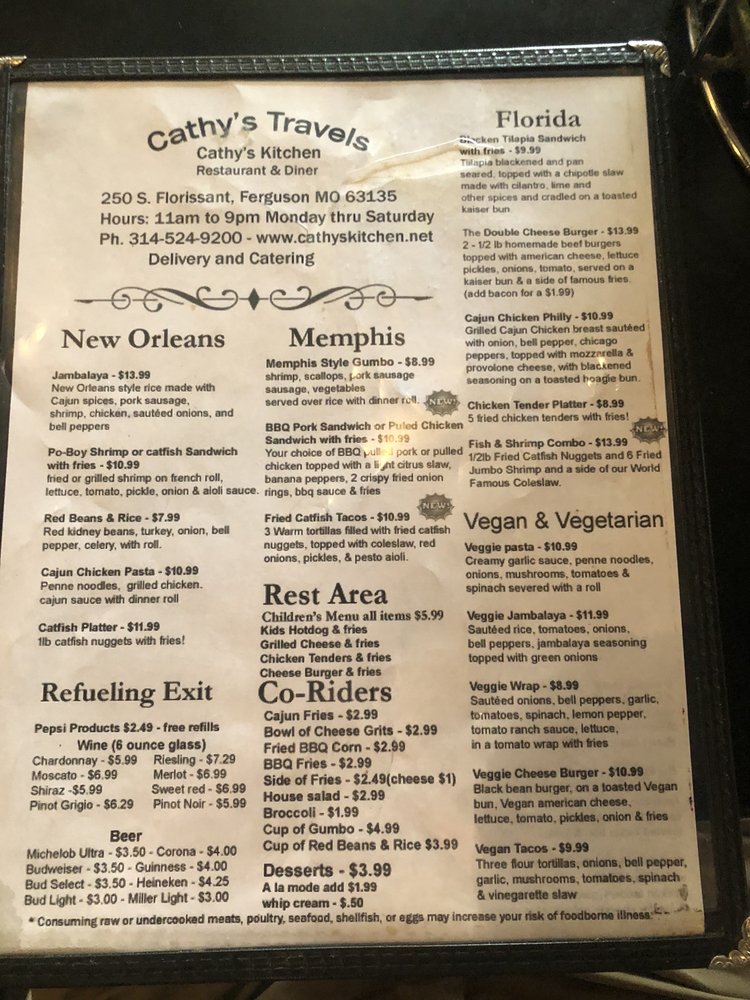 Cathy's Travels
Cathy's Kitchen
Restaurant & Diner
250 S. Florissant, Ferguson MO 63135
Hours: 11am to 9pm Monday thru Saturday
Ph. 314-524-9200 - www.cathyskitchen.net
Delivery and Catering
New Orleans
Jambalaya - $13.99
New Orleans style rice made with
Cajun spices, pork sausage,
shrimp, chicken, sautéed onions, and
bell peppers
Po-Boy Shrimp or catfish Sandwich
with fries - $10.99
fried or grilled shrimp on french roll,
lettuce, tomato, pickle, onion & aioli sauce.
Red Beans & Rice - $7.99
Red kidney beans, turkey, onion, bell
pepper, celery, with roll.
Cajun Chicken Pasta - $10.99
Penne noodles, grilled chicken.
cajun sauce with dinner roll
Catfish Platter - $11.99
1lb catfish nuggets with fries!
Refueling Exit
Pepsi Products $2.49 - free refills
Wine (6 ounce glass)
Chardonnay - $5.99 Riesling - $7.29
Moscato - $6.99 Merlot - $6.99
Shiraz -$5.99 Sweet red - $6.99
Pinot Grigio - $6.29 Pinot Noir - $5.99
Beer
Michelob Ultra - $3.50 - Corona - $4.00
Budweiser - $3.50 - Guinness - $4.00
Bud Select - $3.50 - Heineken - $4.25
Bud Light - $3.00 - Miller Light - $3.00
Memphis
Memphis Style Gumbo - $8.99
shrimp, scallops, pork sausage
sausage, vegetables
served over rice with dinner roll.
NEW!
BBQ Pork Sandwich or Puled Chicken
Sandwich with fries - $10.99
Your choice of BBQ pulled pork or pulled
chicken topped with a light citrus slaw,
banana peppers, 2 crispy fried onion
rings, bbq sauce & fries
NEW!
Fried Catfish Tacos - $10.99
3 Warm tortillas filled with fried catfish
nuggets, topped with coleslaw, red
onions, pickles, & pesto aioli.
Rest Area
Children's Menu all items $5.99
Kids Hotdog & fries
Grilled Cheese & fries
Chicken Tenders & fries
Cheese Burger & fries
Co-Riders
Cajun Fries - $2.99
Bowl of Cheese Grits - $2.99
Fried BBQ Corn - $2.99
BBQ Fries - $2.99
Side of Fries - $2.49(cheese $1)
House salad - $2.99
Broccoli - $1.99
Cup of Gumbo - $4.99
Cup of Red Beans & Rice $3.99
Desserts - $3.99
A la mode add $1.99
whip cream - $.50
Florida
Blacken Tilapia Sandwich
with fries - $9.99
Tilapia blackened and pan
seared, topped with a chipotle slaw
made with cilantro, lime and
other spices and cradled on a toasted
kaiser bun
The Double Cheese Burger - $13.99
2 - 1/2 lb homemade beef burgers
topped with american cheese, lettuce
pickles, onions, tomato, served on a
kaiser bun & a side of famous fries.
(add bacon for a $1.99)
Cajun Chicken Philly - $10.99
Grilled Cajun Chicken breast sautéed
with onion, bell pepper, chicago
peppers, topped with mozzarella &
provolone cheese, with blackened
seasoning on a toasted hoagie bun.
Chicken Tender Platter - $8.99
5 fried chicken tenders with fries!
NEW!
Fish & Shrimp Combo - $13.99
1/2lb Fried Catfish Nuggets and 6 Fried
Jumbo Shrimp and a side of our World
Famous Coleslaw.
Vegan & Vegetarian
Veggie pasta - $10.99
Creamy garlic sauce, penne noodles,
onions, mushrooms, tomatoes &
spinach severed with a roll
Veggie Jambalaya - $11.99
Sautéed rice, tomatoes, onions,
bell peppers, jambalaya seasoning
topped with green onions
Veggie Wrap - $8.99
Sautéed onions, bell peppers, garlic,
tomatoes, spinach, lemon pepper,
tomato ranch sauce, lettuce,
in a tomato wrap with fries
Veggie Cheese Burger - $10.99
Black bean burger, on a toasted Vegan
bun, Vegan american cheese,
lettuce, tomato, pickles, onion & fries
Vegan Tacos - $9.99
Three flour tortillas, onions, bell pepper,
garlic, mushrooms, tomatoes, spinach
& vinegarette slaw
* Consuming raw or undercooked meats, poultry, seafood, shellfish, or eggs may increase your risk of foodborne illness.